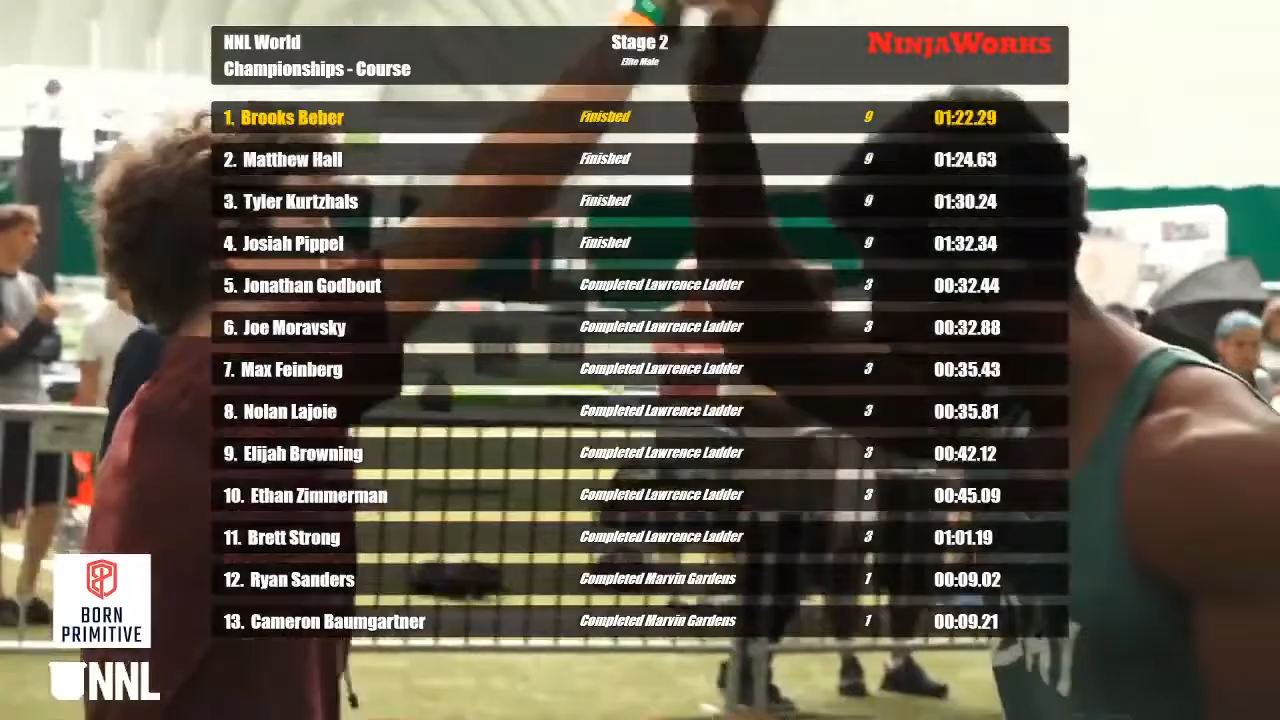 NNL World
Championships - Course
Stage 2
Elite Male
NINJAWORKS
1. Brooks Beber Finished 9 01:22.29
2. Matthew Hall Finished 9 01:24.63
3. Tyler Kurtzhals Finished 9 01:30.24
4. Josiah Pippel Finished 9 01:32.34
5. Jonathan Godbout Completed Lawrence Ladder 3 00:32.44
6. Joe Moravsky Completed Lawrence Ladder 3 00:32.88
7. Max Feinberg Completed Lawrence Ladder 3 00:35.43
8. Nolan Lajoie Completed Lawrence Ladder 3 00:35.81
9. Elijah Browning Completed Lawrence Ladder 3 00:42.12
10. Ethan Zimmerman Completed Lawrence Ladder 3 00:45.09
11. Brett Strong Completed Lawrence Ladder 3 01:01.19
12. Ryan Sanders Completed Marvin Gardens 1 00:09.02
13. Cameron Baumgartner Completed Marvin Gardens 1 00:09.21
BORN
PRIMITIVE
NNL